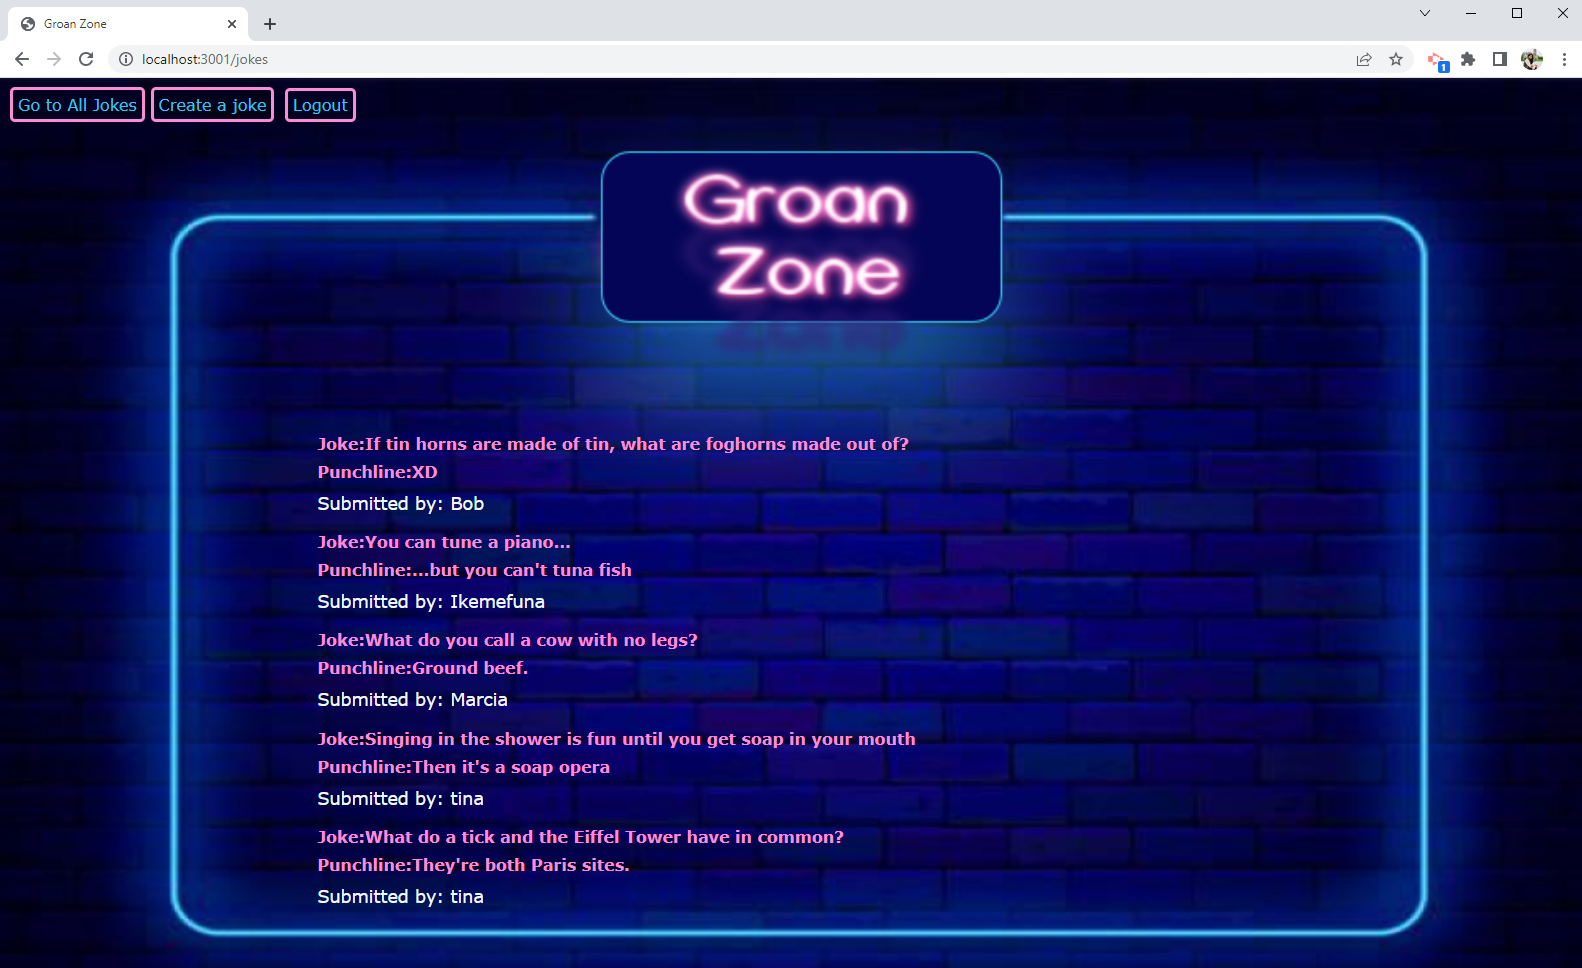 Groan Zone
localhost:3001/jokes
1
Go to All Jokes Create a joke Logout
Groan
Zone
Joke:If tin horns are made of tin, what are foghorns made out of?
Punchline:XD
Submitted by: Bob
Joke:You can tune a piano...
Punchline:...but you can't tuna fish
Submitted by: Ikemefuna
Joke:What do you call a cow with no legs?
Punchline:Ground beef.
Submitted by: Marcia
Joke:Singing in the shower is fun until you get soap in your mouth
Punchline:Then it's a soap opera
Submitted by: tina
Joke:What do a tick and the Eiffel Tower have in common?
Punchline:They're both Paris sites.
Submitted by: tina